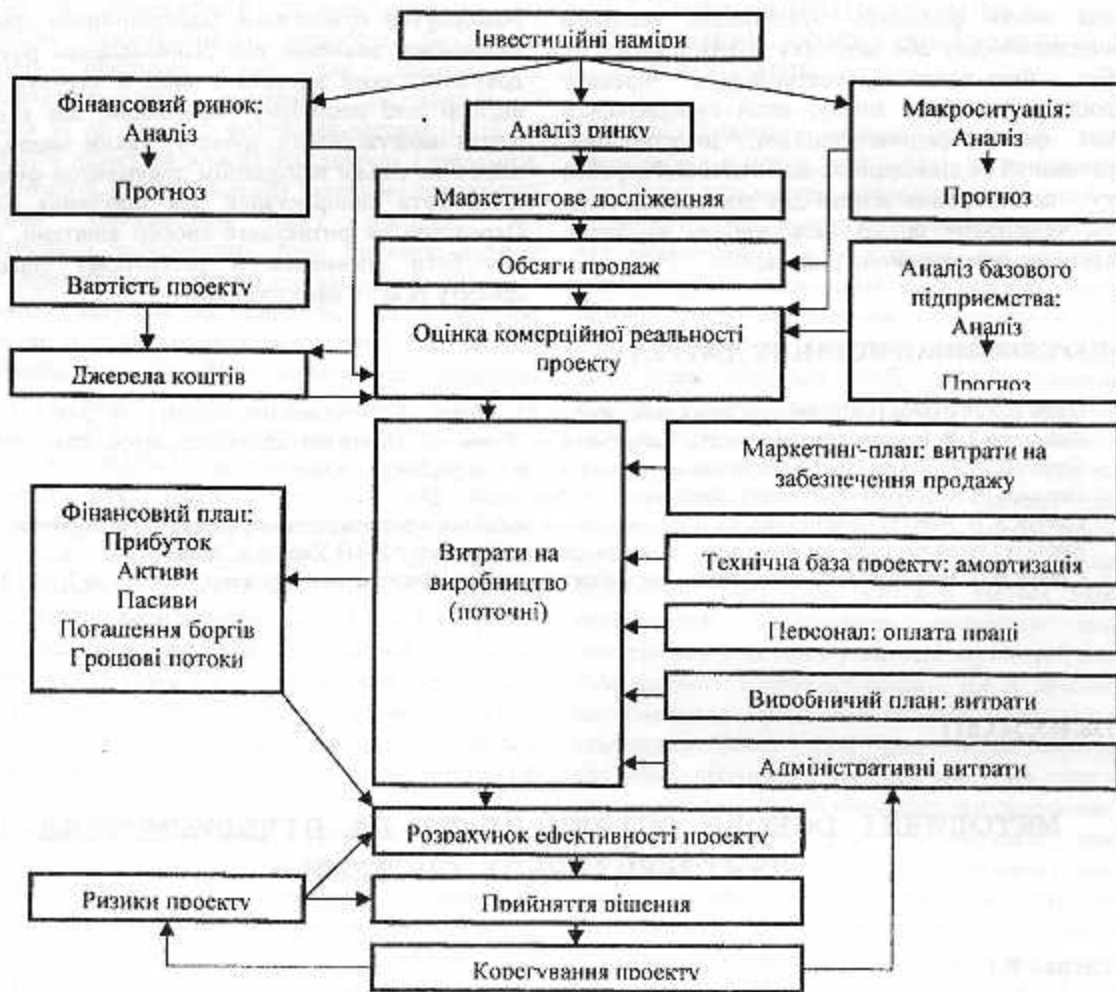 Інвестиційні наміри
Фінансовий ринок:
Аналіз
Прогноз
Аналіз ринку
Макроситуація:
Аналіз
Прогноз
Маркетингове досліження
Обсяги продаж
Вартість проекту
Аналіз базового
підприємства:
Аналіз
Прогноз
Оцінка комерційної реальності
проекту
Джерела коштів
Маркетинг-план: витрати на
забезпечення продажу
Фінансовий план:
Прибуток
Активи
Пасиви
Погашення боргів
Грошові потоки
Витрати на
виробництво
(поточні)
Технічна база проекту: амортизація
Персонал: оплата праці
Виробничий план: витрати
Адміністративні витрати
Розрахунок ефективності проекту
Ризики проекту
Прийняття рішення
Корегування проекту